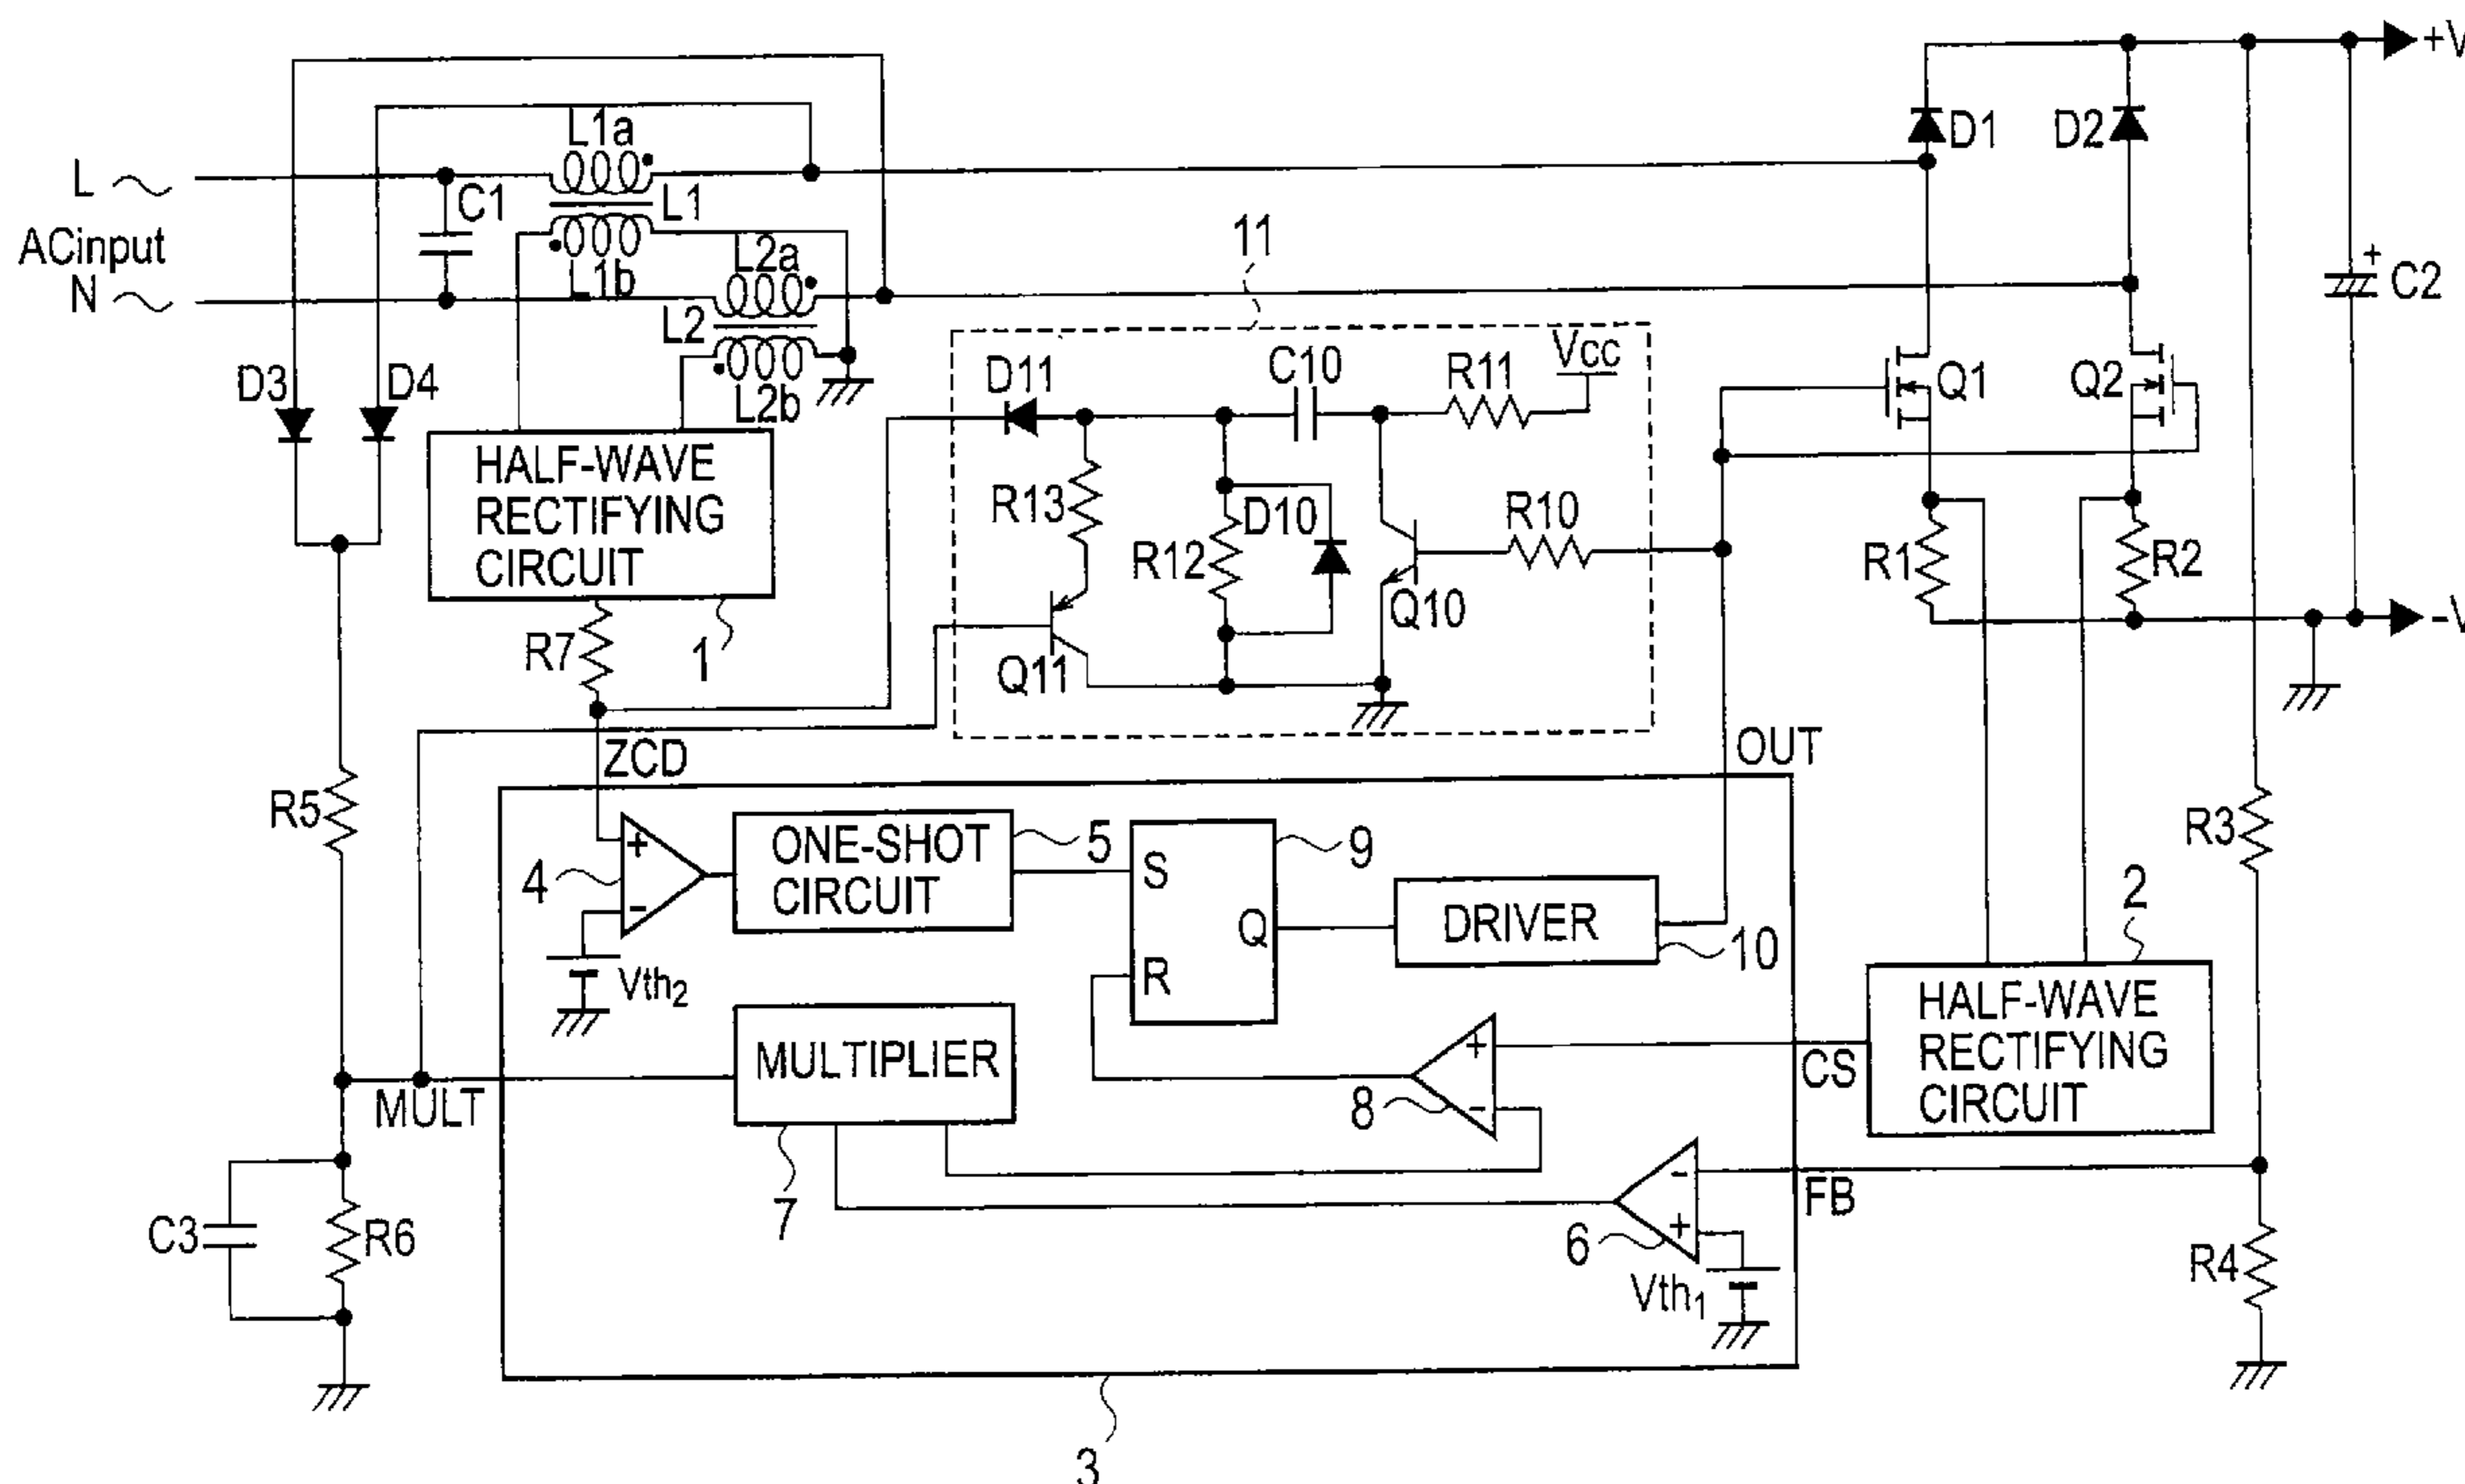 +V
L1a
D1
D2
L
C1
L1
ACinput
N
L1b
L2a
11
+
C2
L2
D3
D4
L2b
D11
C10
R11
Vcc
Q1
Q2
HALF-WAVE
RECTIFYING
CIRCUIT
R13
D10
R10
R12
Q10
R1
R2
-V
R7
1
Q11
ZCD
OUT
R5
R3
4
+
-
ONE-SHOT
CIRCUIT
5
S
9
Q
R
DRIVER
10
2
Vth2
HALF-WAVE
RECTIFYING
CIRCUIT
MULTIPLIER
+
-
CS
MULT
8
7
-
+
FB
6
C3
R6
R4
Vth1
3